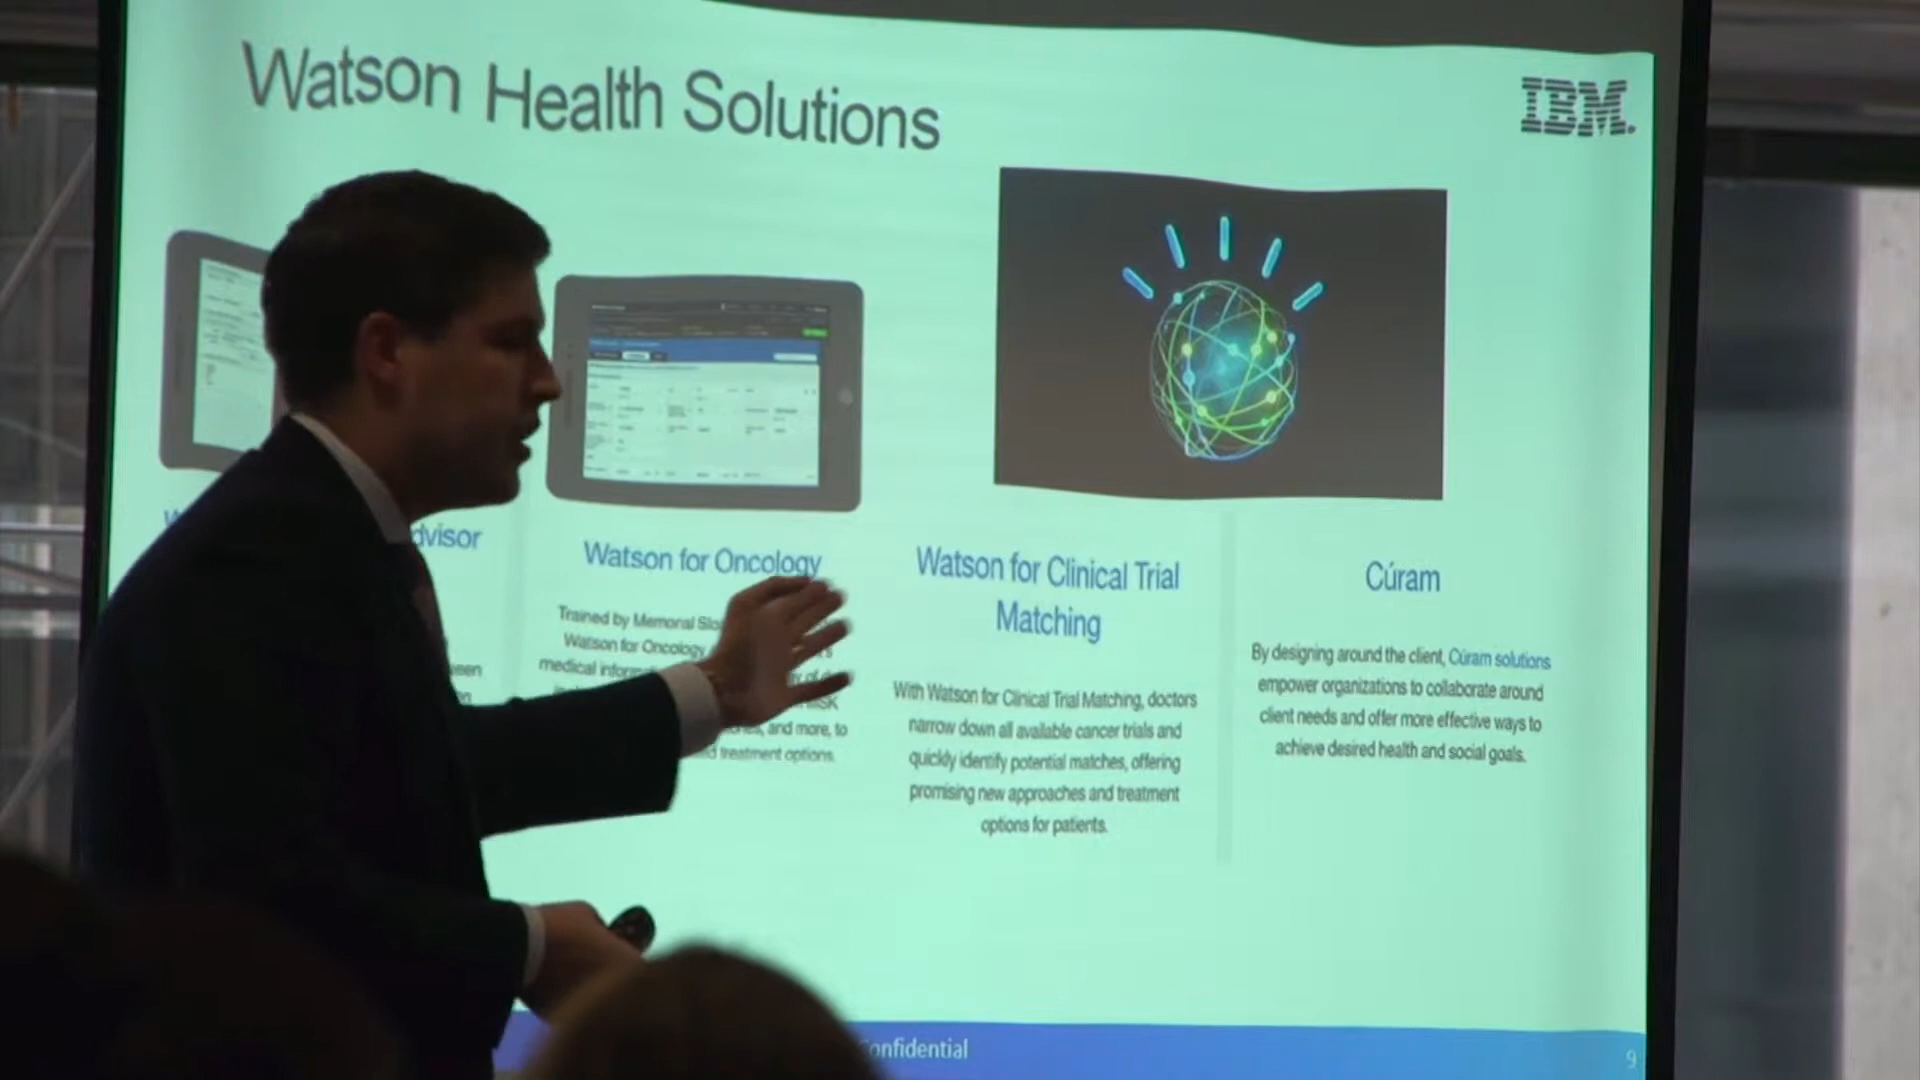 Watson Health Solutions
IBM.
dvisor
een
Watson for Oncology
Trained by Memorial
Watson for Oncology
medical
and more, to
treatment options.
Watson for Clinical Trial
Matching
With Watson for Clinical Trial Matching, doctors
narrow down all available cancer trials and
quickly identify potential matches, offering
promising new approaches and treatment
options for patients.
Cúram
By designing around the client, Cúram solutions
empower organizations to collaborate around
client needs and offer more effective ways to
achieve desired health and social goals.
onfidential
9